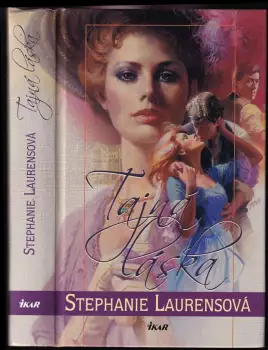 STEPHANIE LAURENSOVÁ
Tajná láska
IKAR
Tajná
láska
STEPHANIE LAURENSOVÁ
IKAR